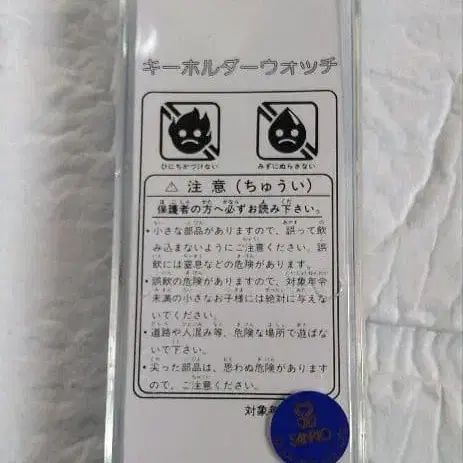 キーホルダーウォッチ
ひにちかづけない
みずにぬらさない
⚠ 注意(ちゅうい)
保護者の方へ必ずお読み下さい。
・小さな部品がありますので、誤って飲
み込まないようにご注意ください。誤
飲には窒息などの危険があります。
・誤飲の危険がありますので、対象年令
未満の小さなお子様には絶対に与えな
いでください。
・道路や人混み等、危険な場所で遊ばな
いで下さい。
・尖った部品は、思わぬ危険があります
ので、ご注意ください。
対象年
SANRIO